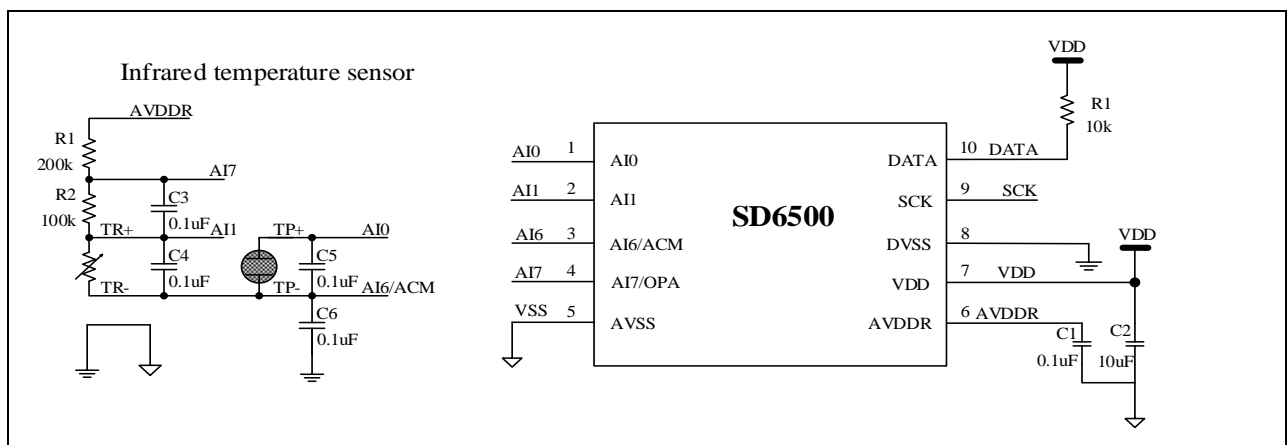 Infrared temperature sensor
AVDDR
R1
200k
AI7
R2
100k
C3
0.1uF
TR+
AI1
C4
0.1uF
TR-
TP+
AI0
C5
0.1uF
TP-
AI6/ACM
C6
0.1uF
SD6500
AI0 1 AI0
AI1 2 AI1
AI6 3 AI6/ACM
AI7 4 AI7/OPA
VSS 5 AVSS
VDD
R1
10k
DATA 10 DATA
SCK 9 SCK
DVSS 8
VDD
VDD 7 VDD
AVDDR 6 AVDDR
C1
0.1uF
C2
10uF